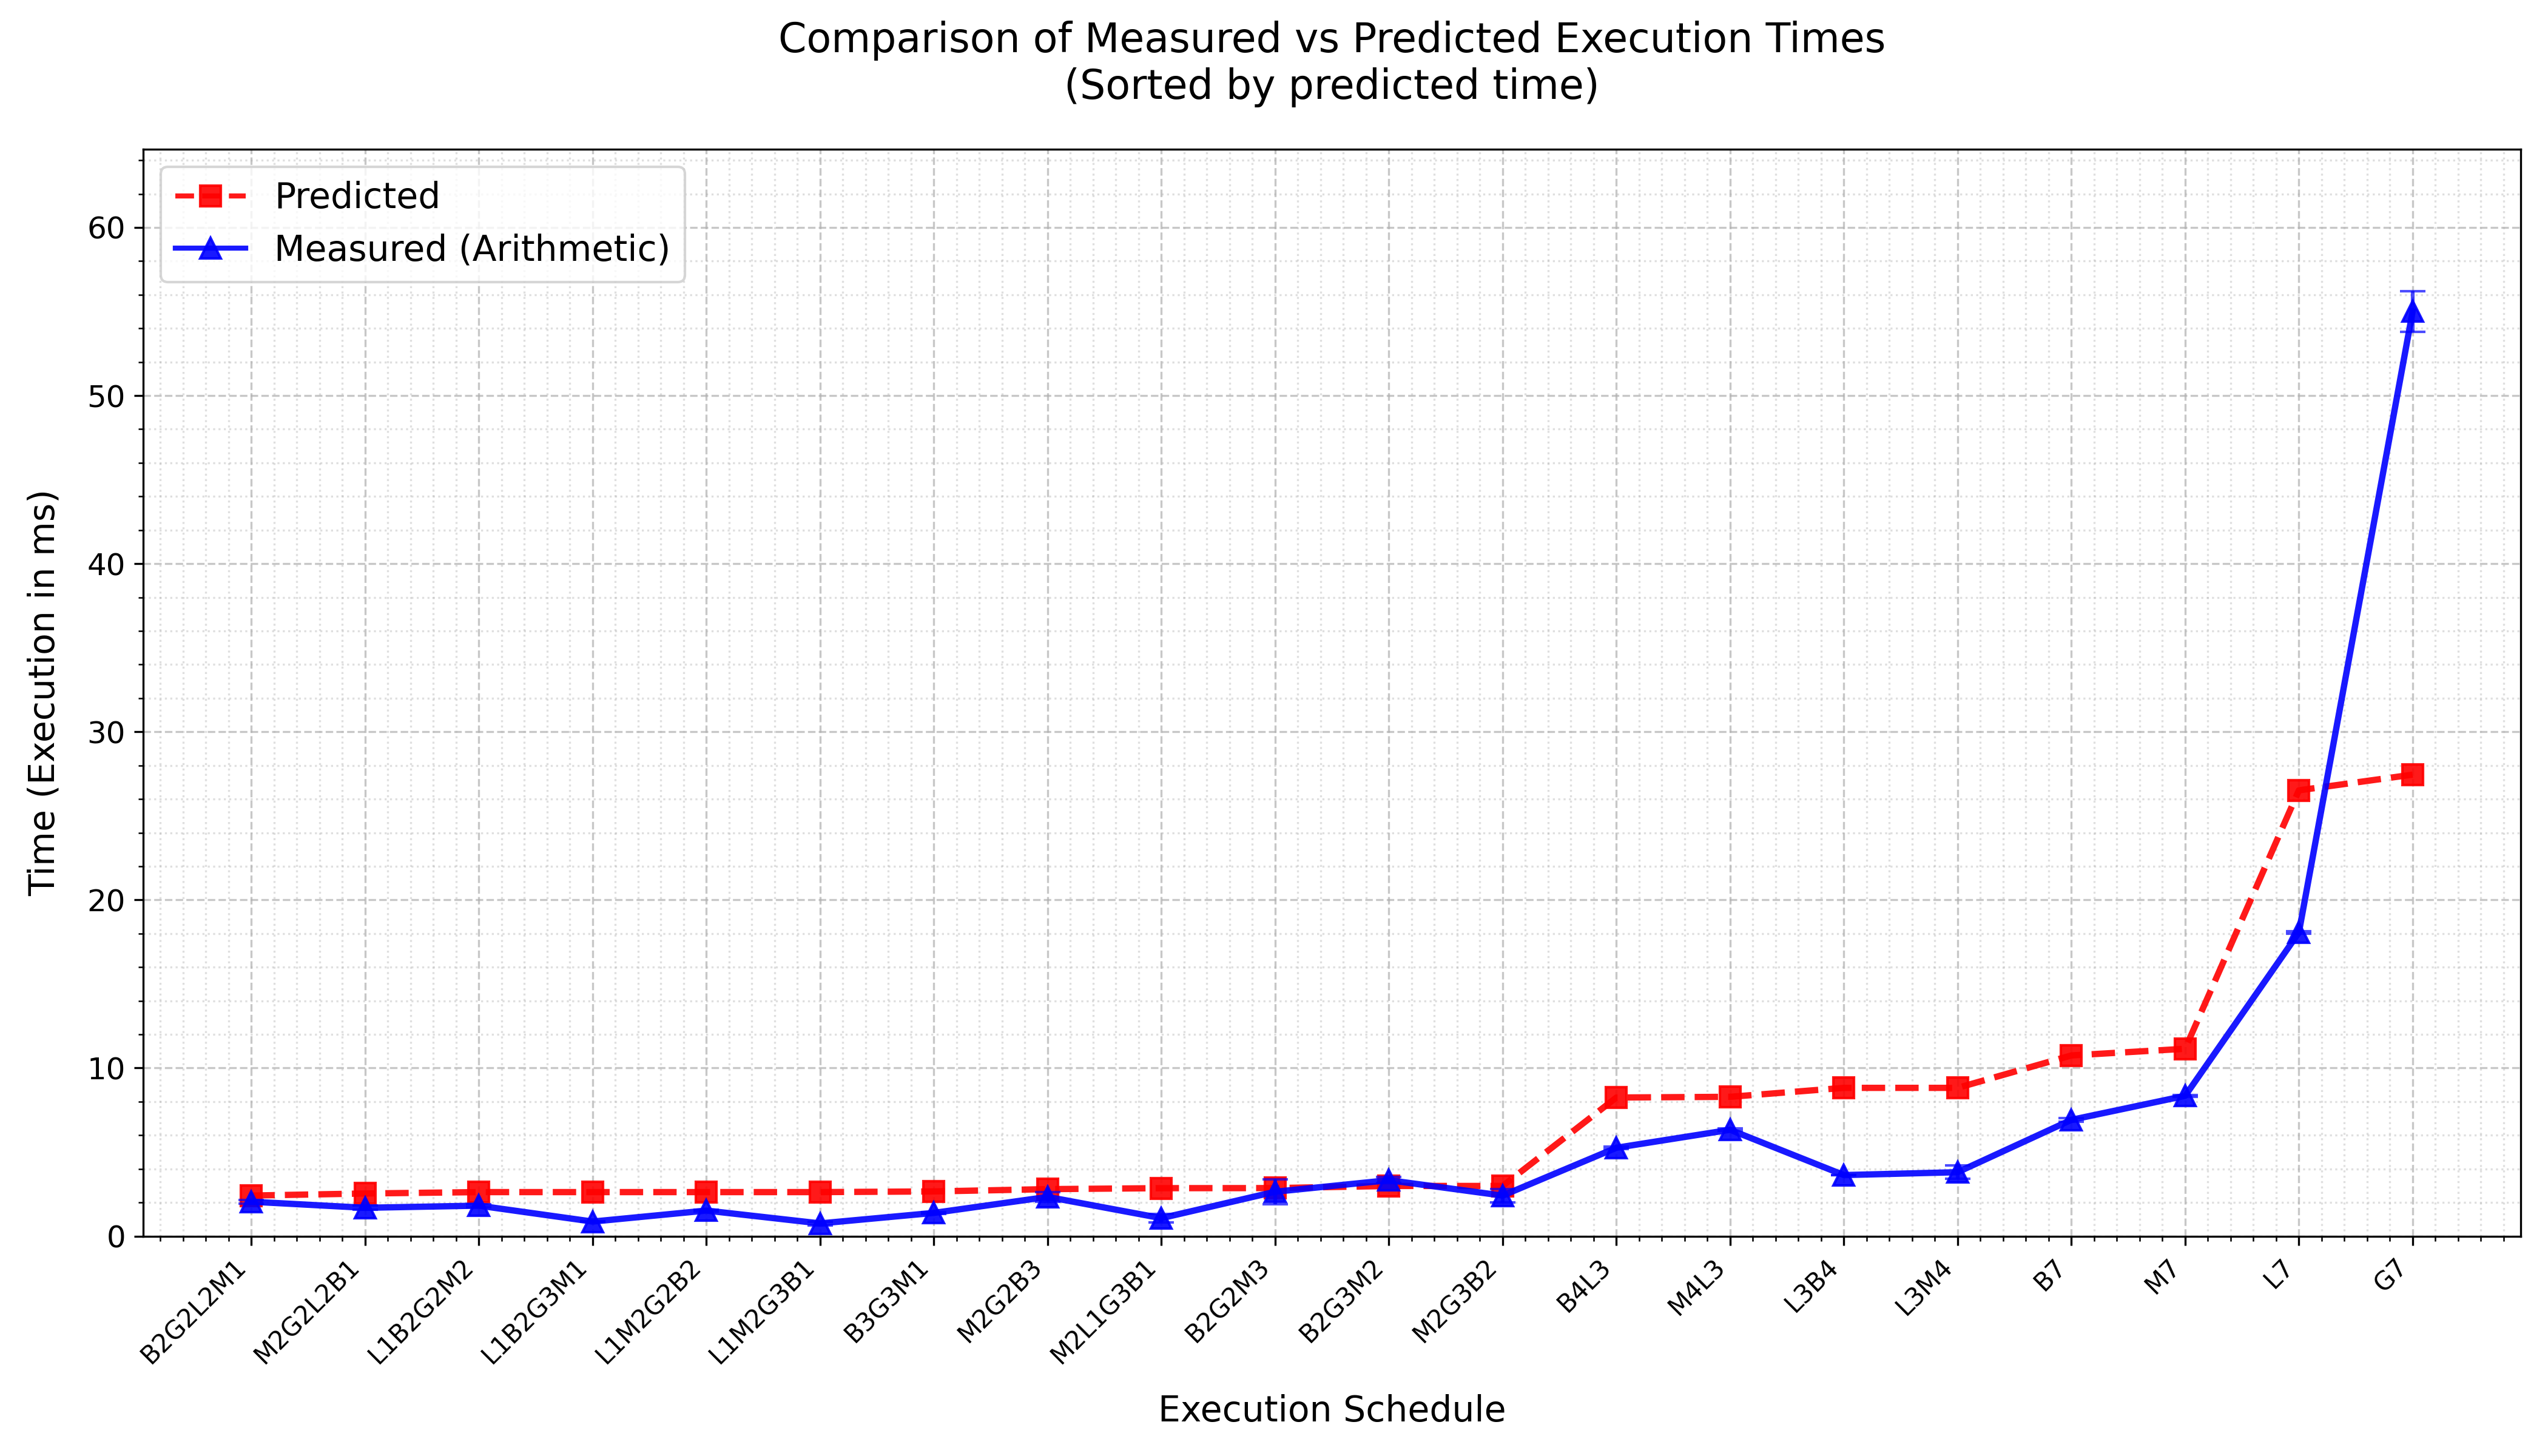 Comparison of Measured vs Predicted Execution Times
(Sorted by predicted time)
Predicted
Measured (Arithmetic)
Time (Execution in ms)
60
50
40
30
20
10
0
B2G2L2M1
M2G2L2B1
L1B2G2M2
L1B2G3M1
L1M2G2B2
L1M2G3B1
B3G3M1
M2G2B3
M2L1G3B1
B2G2M3
B2G3M2
M2G3B2
B4L3
M4L3
L3B4
L3M4
B7
M7
L7
G7
Execution Schedule